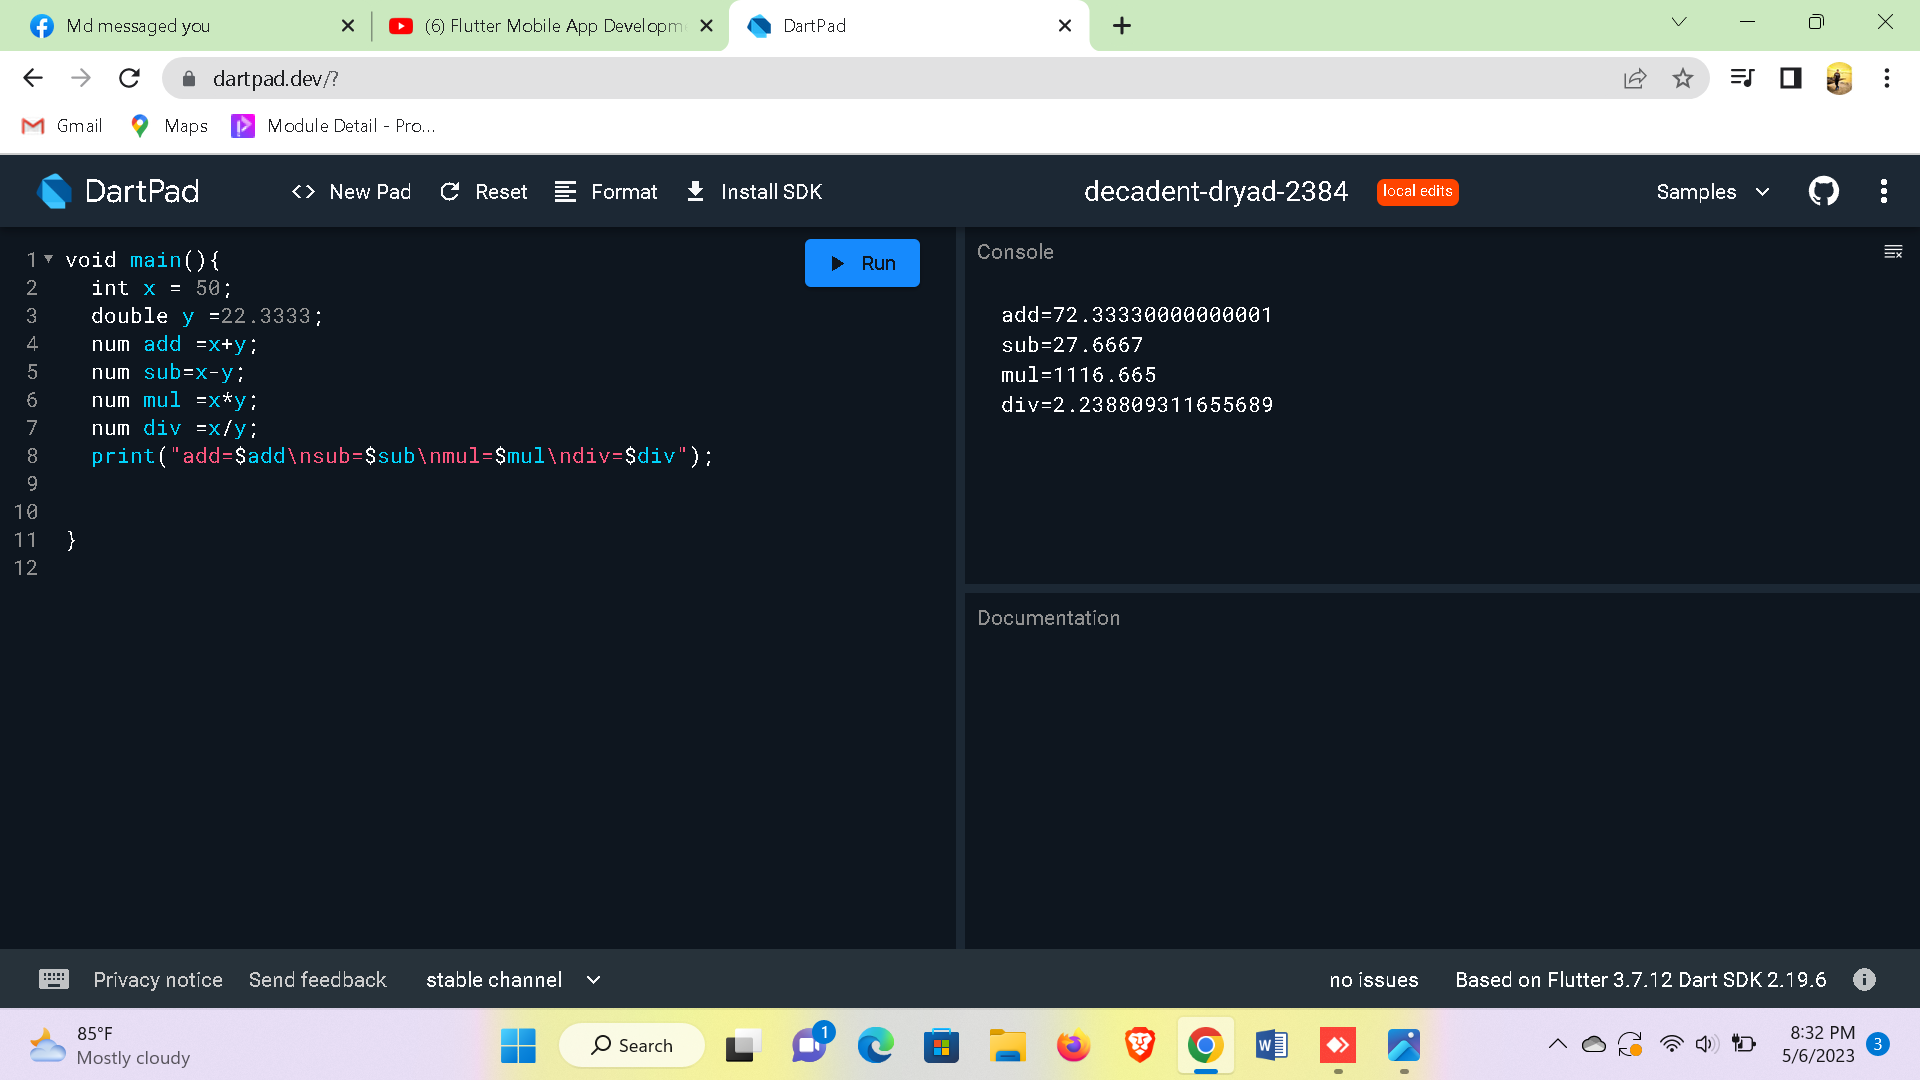 Md messaged you
(6) Flutter Mobile App Developm
DartPad
dartpad.dev/?
Gmail
Maps
Module Detail - Pro...
DartPad
New Pad
Reset
Format
Install SDK
decadent-dryad-2384
local edits
Samples
1 void main(){
2 int x = 50;
3 double y =22.3333;
4 num add =x+y;
5 num sub=x-y;
6 num mul =x*y;
7 num div =x/y;
8 print("add=$add\nsub=$sub\nmul=$mul\ndiv=$div");
9
10
11 }
12
Run
Console
add=72.33330000000001
sub=27.6667
mul=1116.665
div=2.238809311655689
Documentation
Privacy notice
Send feedback
stable channel
no issues
Based on Flutter 3.7.12 Dart SDK 2.19.6
85°F
Mostly cloudy
Search
1
8:32 PM
5/6/2023
3